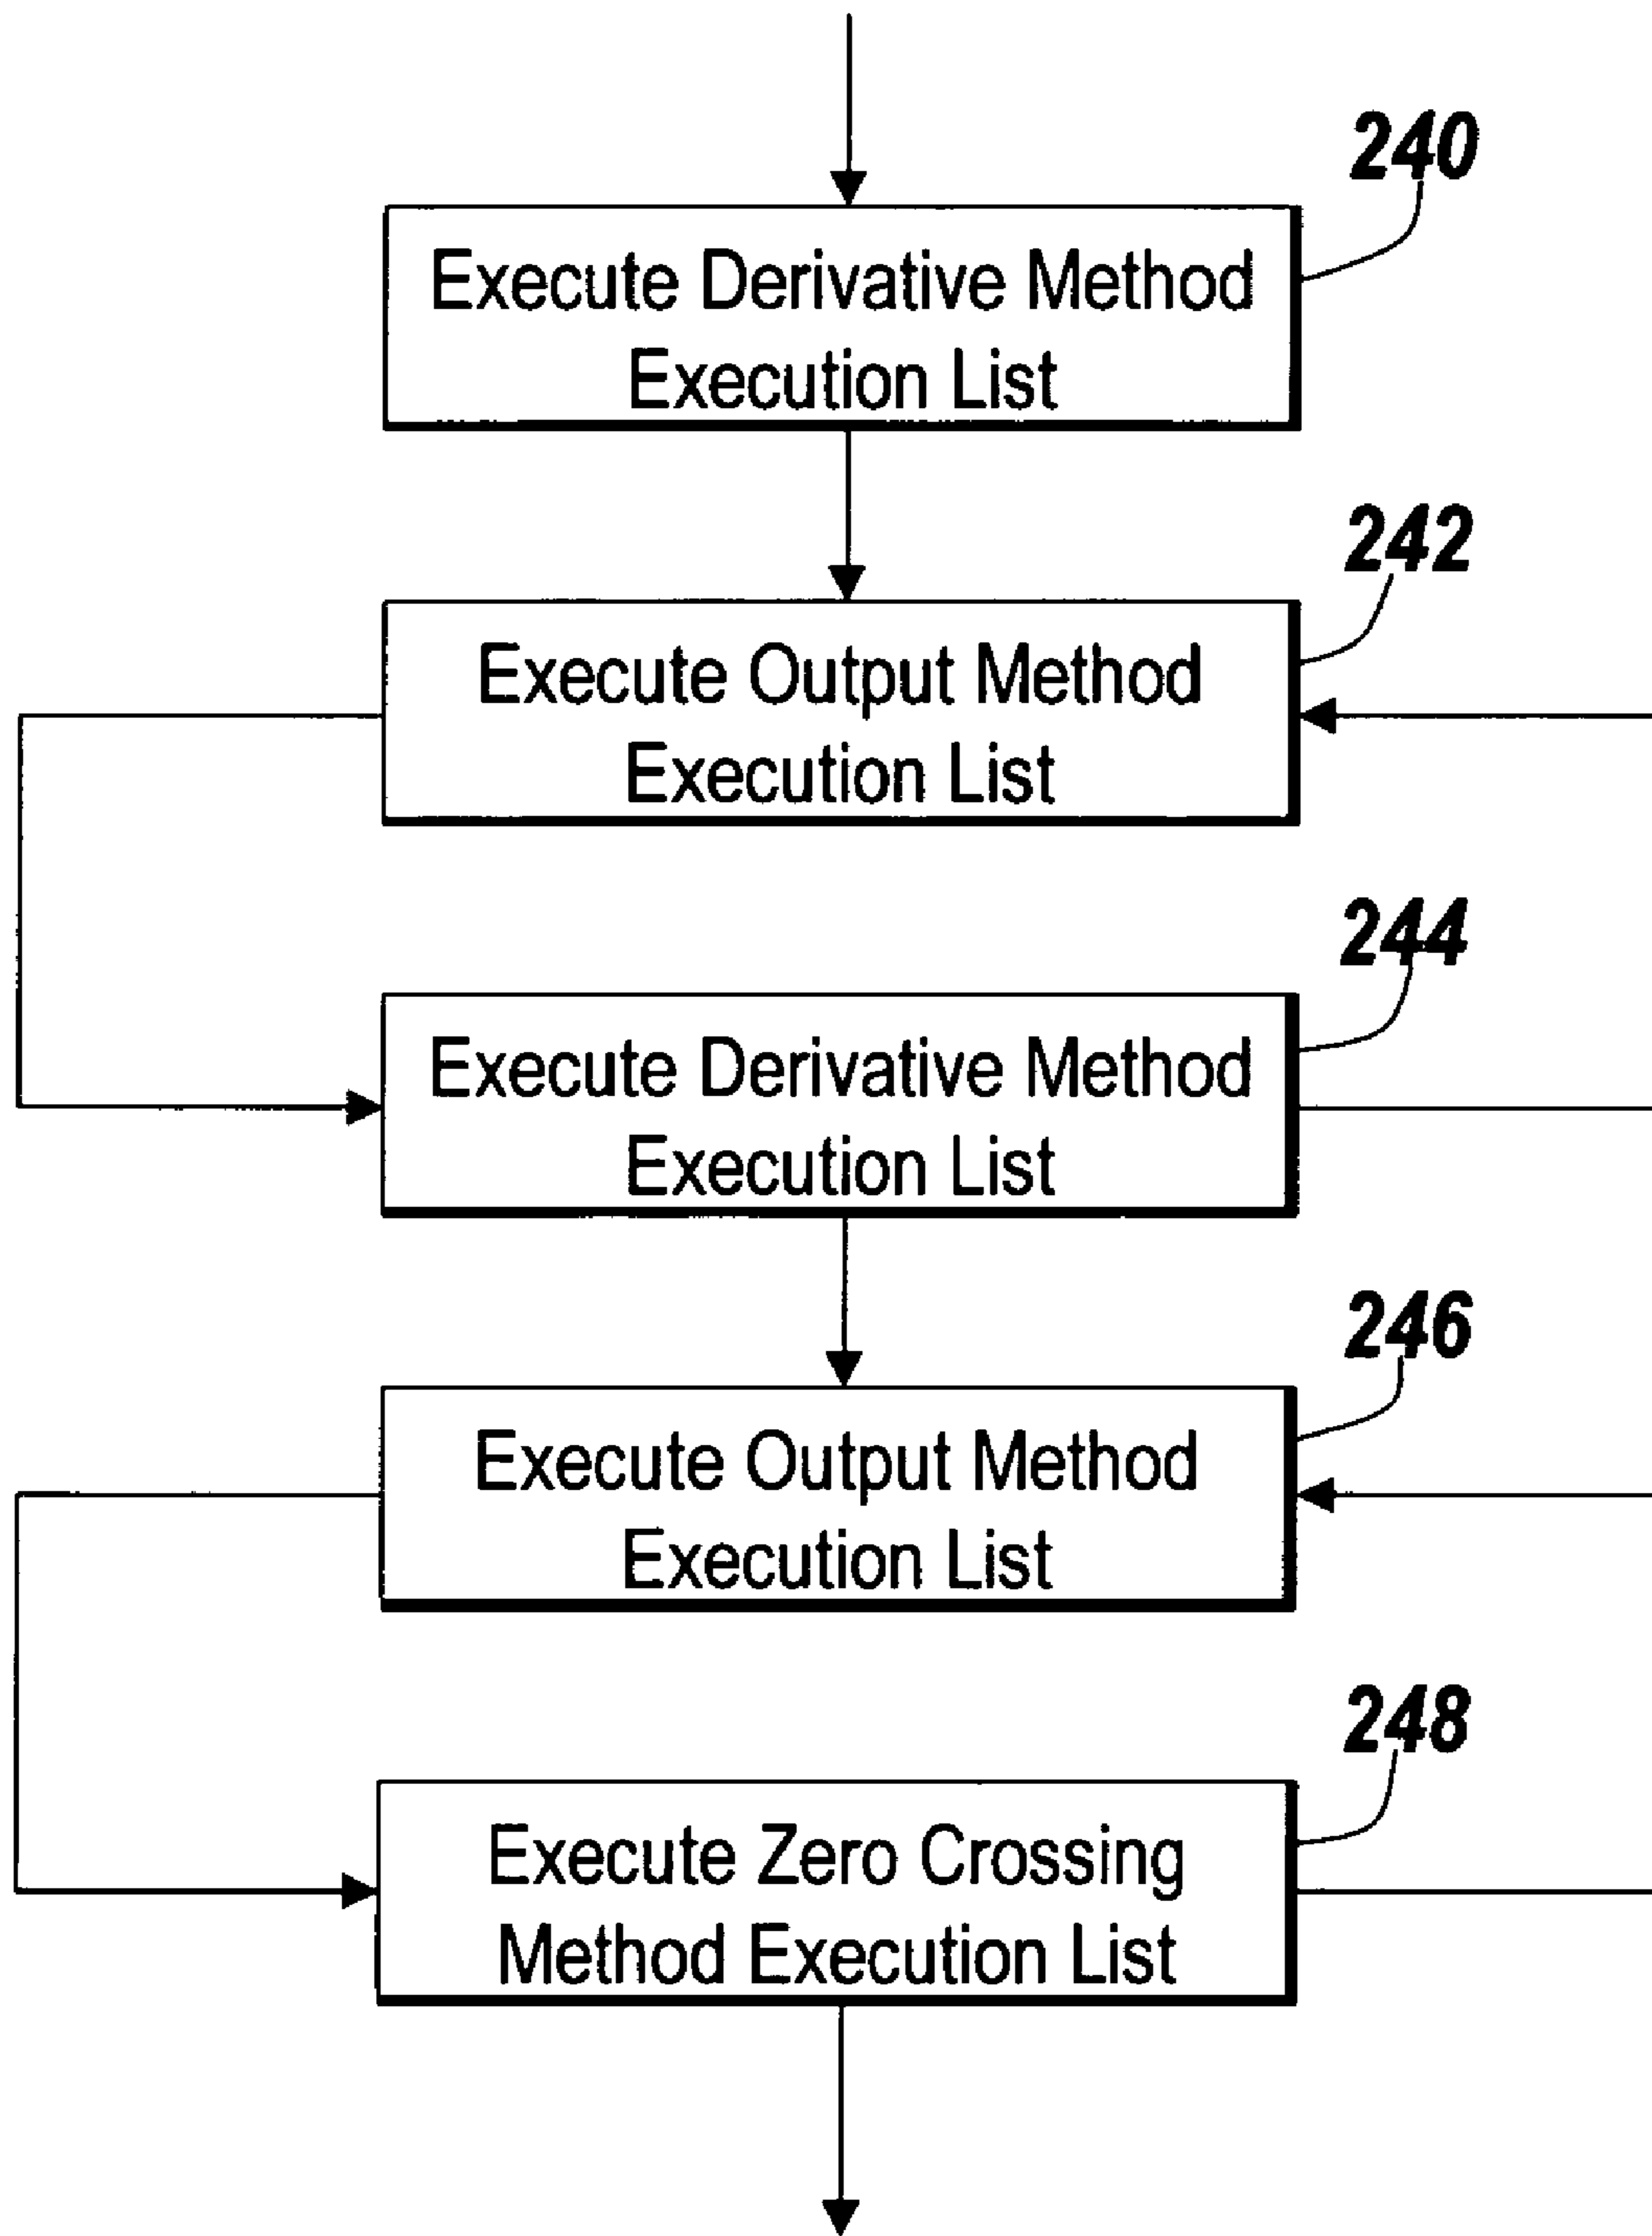 240
Execute Derivative Method
Execution List
242
Execute Output Method
Execution List
244
Execute Derivative Method
Execution List
246
Execute Output Method
Execution List
248
Execute Zero Crossing
Method Execution List